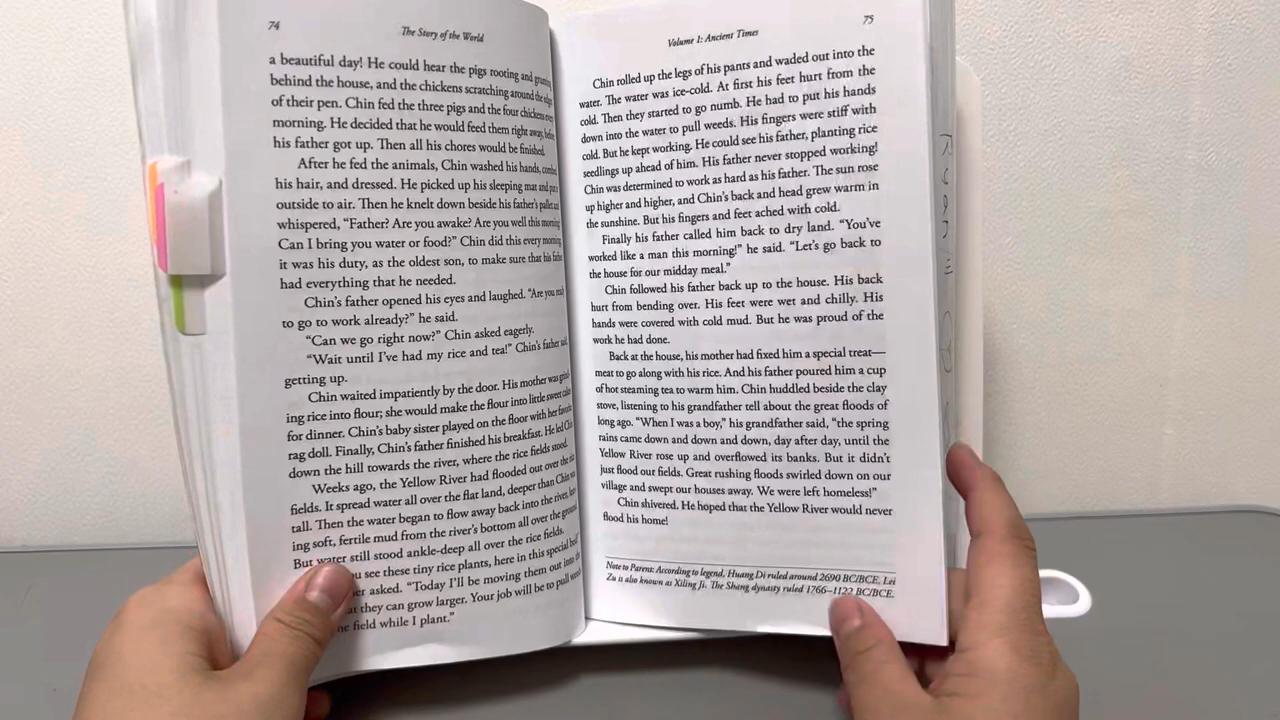 74
The Story of the World
a beautiful day! He could hear the pigs rooting and
behind the house, and the chickens scratching around the
of their pen. Chin fed the three pigs and the four chickens
morning. He decided that he would feed them right away,
his father got up. Then all his chores would be finished.
After he fed the animals, Chin washed his hands,
his hair, and dressed. He picked up his sleeping mat and
outside to air. Then he knelt down beside his father's pallet
whispered, “Father? Are you awake? Are you well this morning
Can I bring you water or food?” Chin did this every morning
it was his duty, as the oldest son, to make sure that his
had everything that he needed.
Chin's father opened his eyes and laughed. “Are you
to go to work already?” he said.
“Can we go right now?” Chin asked eagerly.
“Wait until I've had my rice and tea!” Chin's father
getting up.
Chin waited impatiently by the door. His mother was
ing rice into flour; she would make the flour into little sweet
for dinner. Chin's baby sister played on the floor with her
rag doll. Finally, Chin's father finished his breakfast. He led
down the hill towards the river, where the rice fields stood.
Weeks ago, the Yellow River had flooded out over the
fields. It spread water all over the flat land, deeper than
tall. Then the water began to flow away back into the river,
ing soft, fertile mud from the river's bottom all over the
But water still stood ankle-deep all over the rice fields.
see these tiny rice plants, here in this special
asked. “Today I'll be moving them out into
they can grow larger. Your job will be to pull
field while I plant.”
75
Volume 1: Ancient Times
Chin rolled up the legs of his pants and waded out into the
water. The water was ice-cold. At first his feet hurt from the
cold. Then they started to go numb. He had to put his hands
down into the water to pull weeds. His fingers were stiff with
cold. But he kept working. He could see his father, planting rice
seedlings up ahead of him. His father never stopped working!
Chin was determined to work as hard as his father. The sun rose
up higher and higher, and Chin's back and head grew warm in
the sunshine. But his fingers and feet ached with cold.
Finally his father called him back to dry land. “You've
worked like a man this morning!” he said. “Let's go back to
the house for our midday meal.”
Chin followed his father back up to the house. His back
hurt from bending over. His feet were wet and chilly. His
hands were covered with cold mud. But he was proud of the
work he had done.
Back at the house, his mother had fixed him a special treat—
meat to go along with his rice. And his father poured him a cup
of hot steaming tea to warm him. Chin huddled beside the clay
stove, listening to his grandfather tell about the great floods of
long ago. “When I was a boy,” his grandfather said, “the spring
rains came down and down and down, day after day, until the
Yellow River rose up and overflowed its banks. But it didn't
just flood our fields. Great rushing floods swirled down on our
village and swept our houses away. We were left homeless!”
Chin shivered. He hoped that the Yellow River would never
flood his home!
Note to Parent: According to legend, Huang Di ruled around 2690 BC/BCE. Lei
Zu is also known as Xiling Ji. The Shang dynasty ruled 1766–1122 BC/BCE.